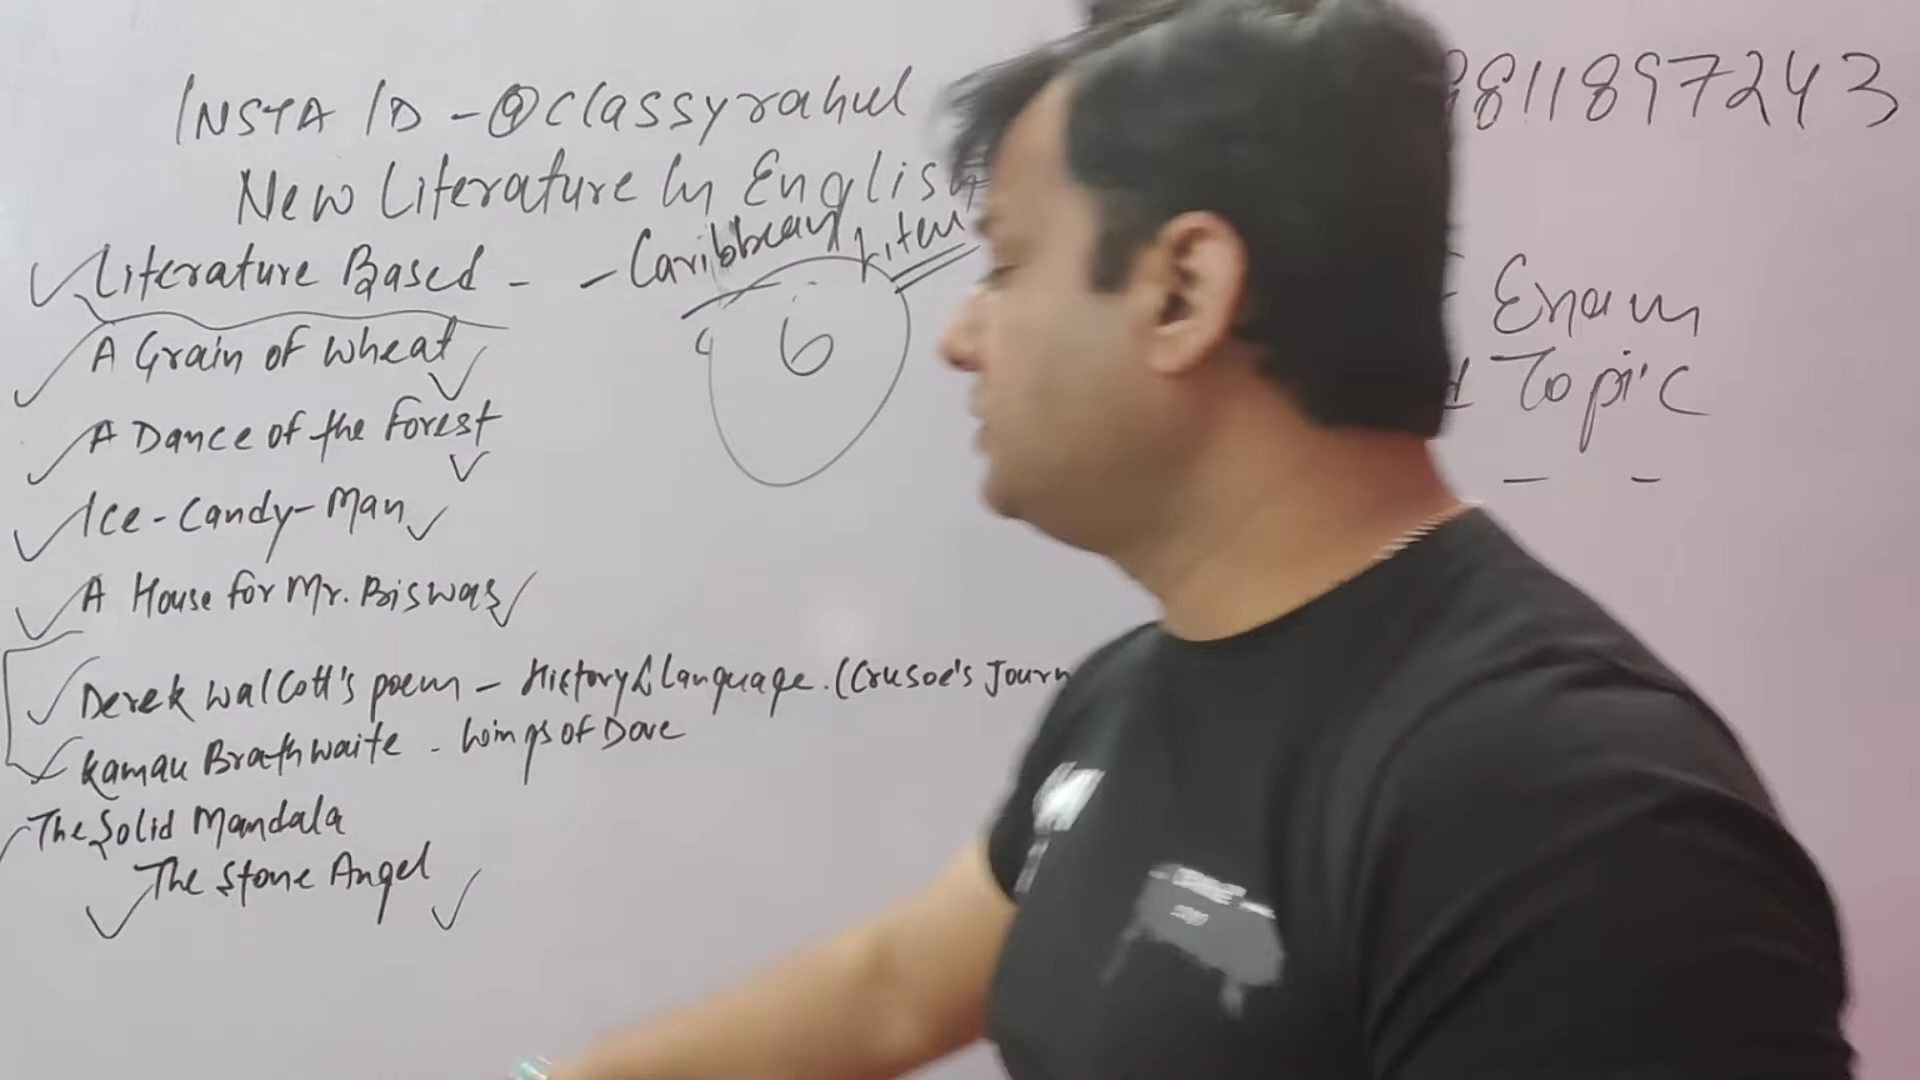 INSTA ID - @classyrahul
9811897243
New Literature In English
Literature Based - - Caribbean Liter
6
Exam
Topic
A Grain of Wheat
A Dance of the Forest
Ice-Candy-Man
A House for Mr. Biswas
Derek Walcott's poem - History & language. (Crusoe's Journ
Kamau Brathwaite - Wings of Dove
The Solid Mandala
The Stone Angel